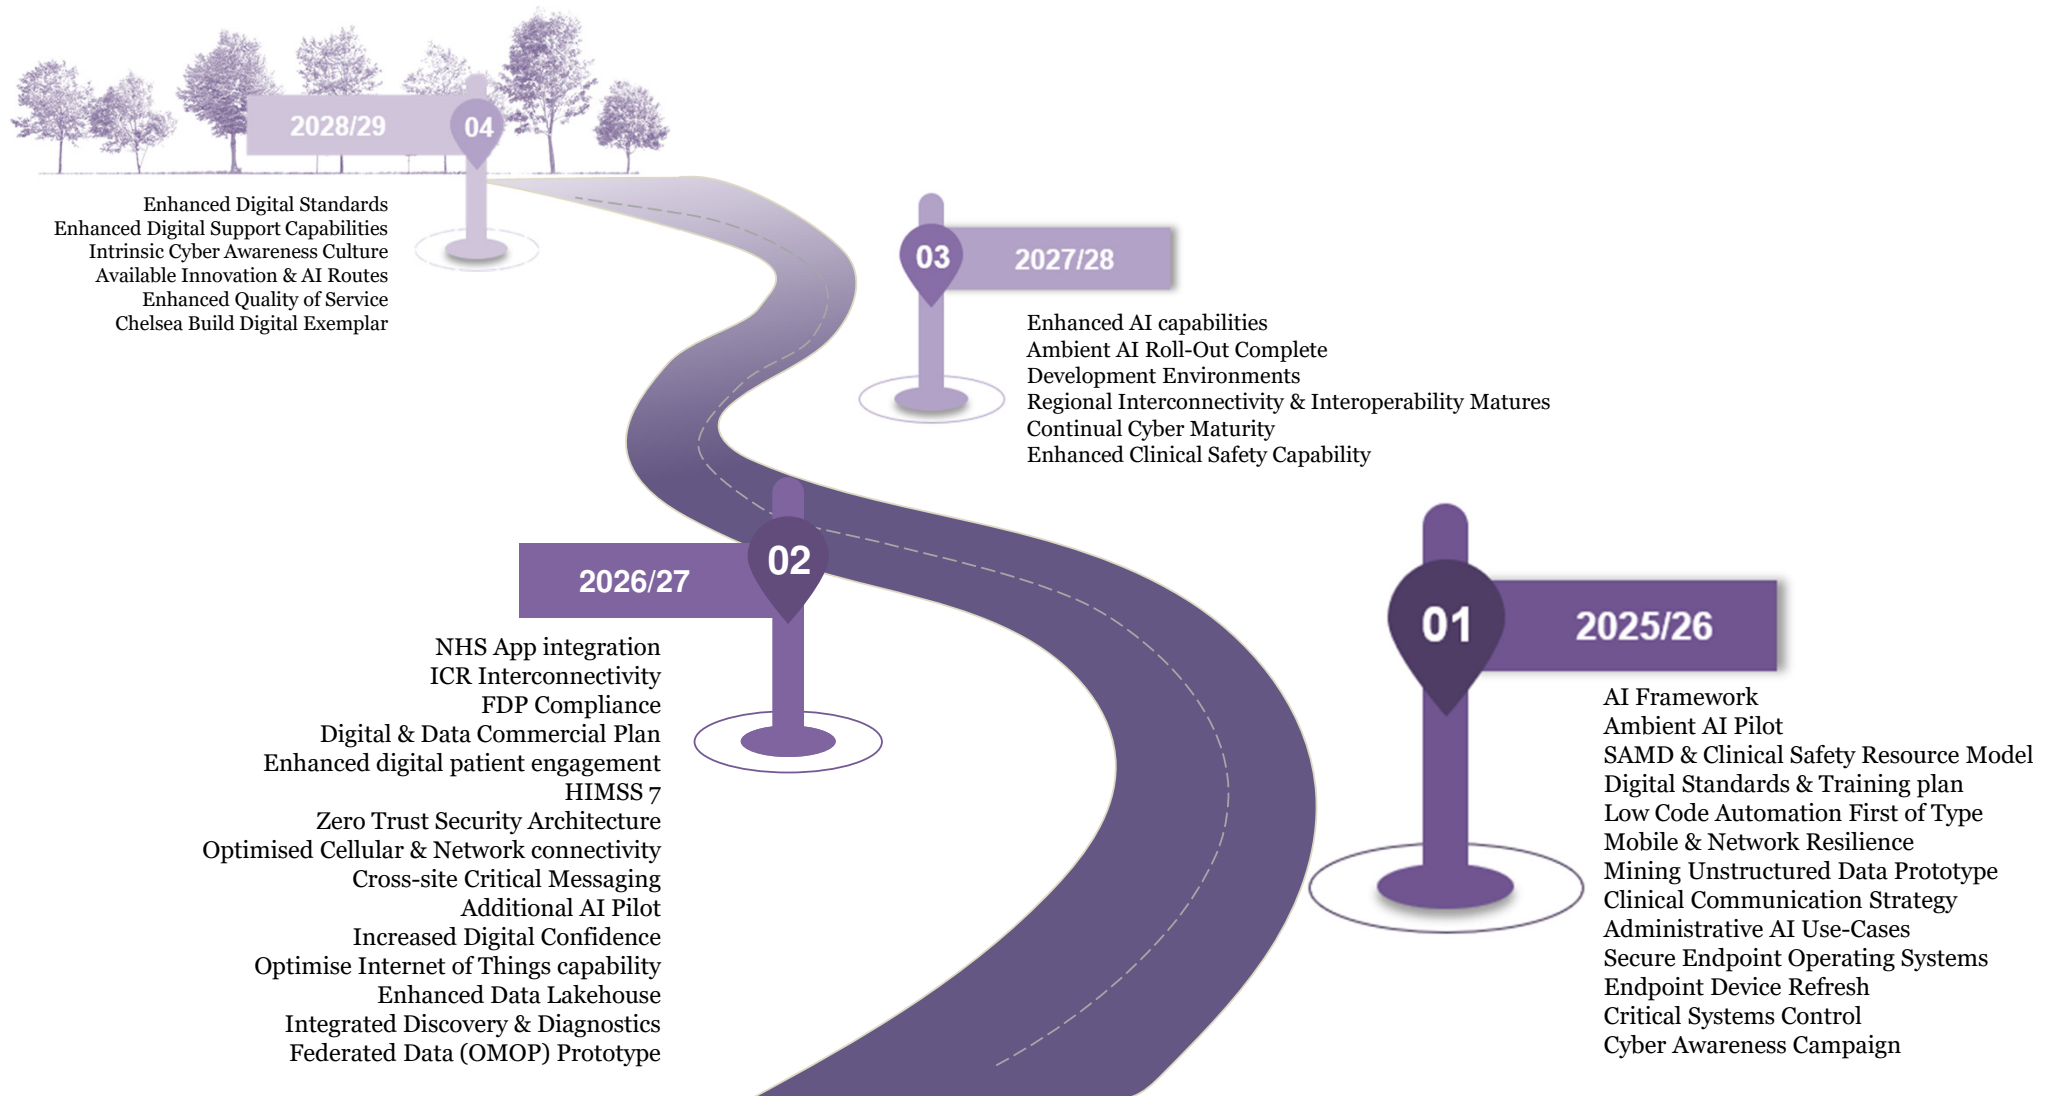 2028/29
04
Enhanced Digital Standards
Enhanced Digital Support Capabilities
Intrinsic Cyber Awareness Culture
Available Innovation & AI Routes
Enhanced Quality of Service
Chelsea Build Digital Exemplar
03
2027/28
Enhanced AI capabilities
Ambient AI Roll-Out Complete
Development Environments
Regional Interconnectivity & Interoperability Matures
Continual Cyber Maturity
Enhanced Clinical Safety Capability
2026/27
02
NHS App integration
ICR Interconnectivity
FDP Compliance
Digital & Data Commercial Plan
Enhanced digital patient engagement
HIMSS 7
Zero Trust Security Architecture
Optimised Cellular & Network connectivity
Cross-site Critical Messaging
Additional AI Pilot
Increased Digital Confidence
Optimise Internet of Things capability
Enhanced Data Lakehouse
Integrated Discovery & Diagnostics
Federated Data (OMOP) Prototype
01
2025/26
AI Framework
Ambient AI Pilot
SAMD & Clinical Safety Resource Model
Digital Standards & Training plan
Low Code Automation First of Type
Mobile & Network Resilience
Mining Unstructured Data Prototype
Clinical Communication Strategy
Administrative AI Use-Cases
Secure Endpoint Operating Systems
Endpoint Device Refresh
Critical Systems Control
Cyber Awareness Campaign